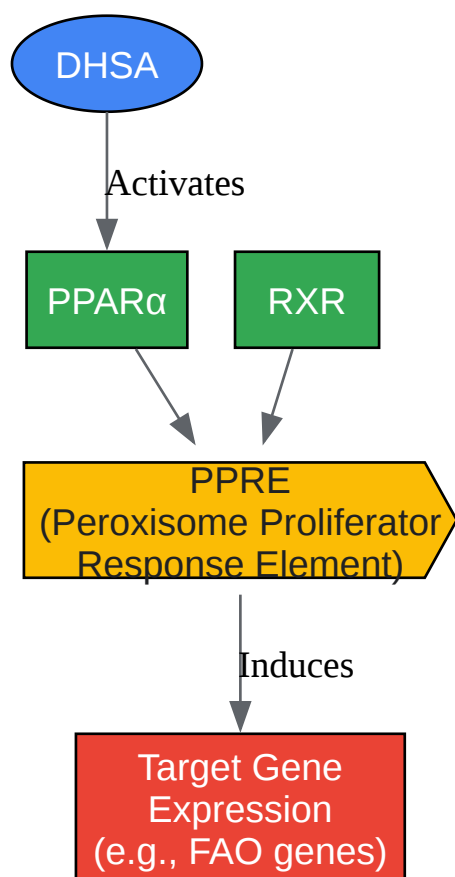 DHSA
Activates
PPARα
RXR
PPRE
(Peroxisome Proliferator
Response Element)
Induces
Target Gene
Expression
(e.g., FAO genes)